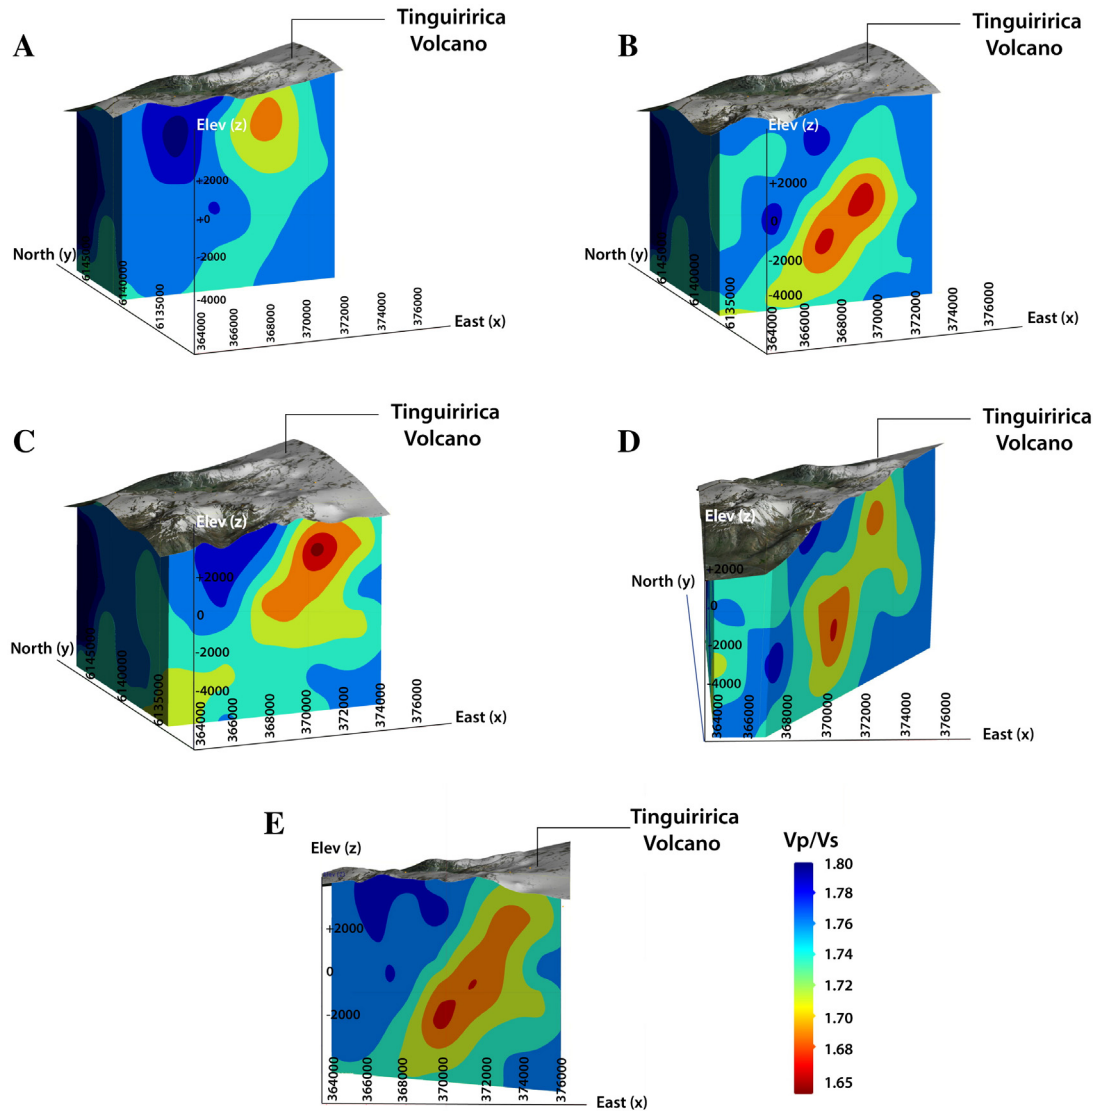 A
Tinguiririca
Volcano
Elev (z)
+2000
+0
-2000
-4000
North (y)
6145000
6140000
6135000
364000
366000
368000
370000
372000
374000
376000
East (x)
B
Tinguiririca
Volcano
Elev (z)
+2000
0
-2000
-4000
North (y)
6145000
6140000
6135000
364000
366000
368000
370000
372000
374000
376000
East (x)
C
Tinguiririca
Volcano
Elev (z)
+2000
0
-2000
-4000
North (y)
6145000
6140000
6135000
364000
366000
368000
370000
372000
374000
376000
East (x)
D
Tinguiririca
Volcano
Elev (z)
+2000
0
-2000
-4000
North (y)
364000
366000
368000
370000
372000
374000
376000
East (x)
E
Tinguiririca
Volcano
Elev (z)
+2000
0
-2000
364000
366000
368000
370000
372000
374000
376000
East (x)
Vp/Vs
1.80
1.78
1.76
1.74
1.72
1.70
1.68
1.65